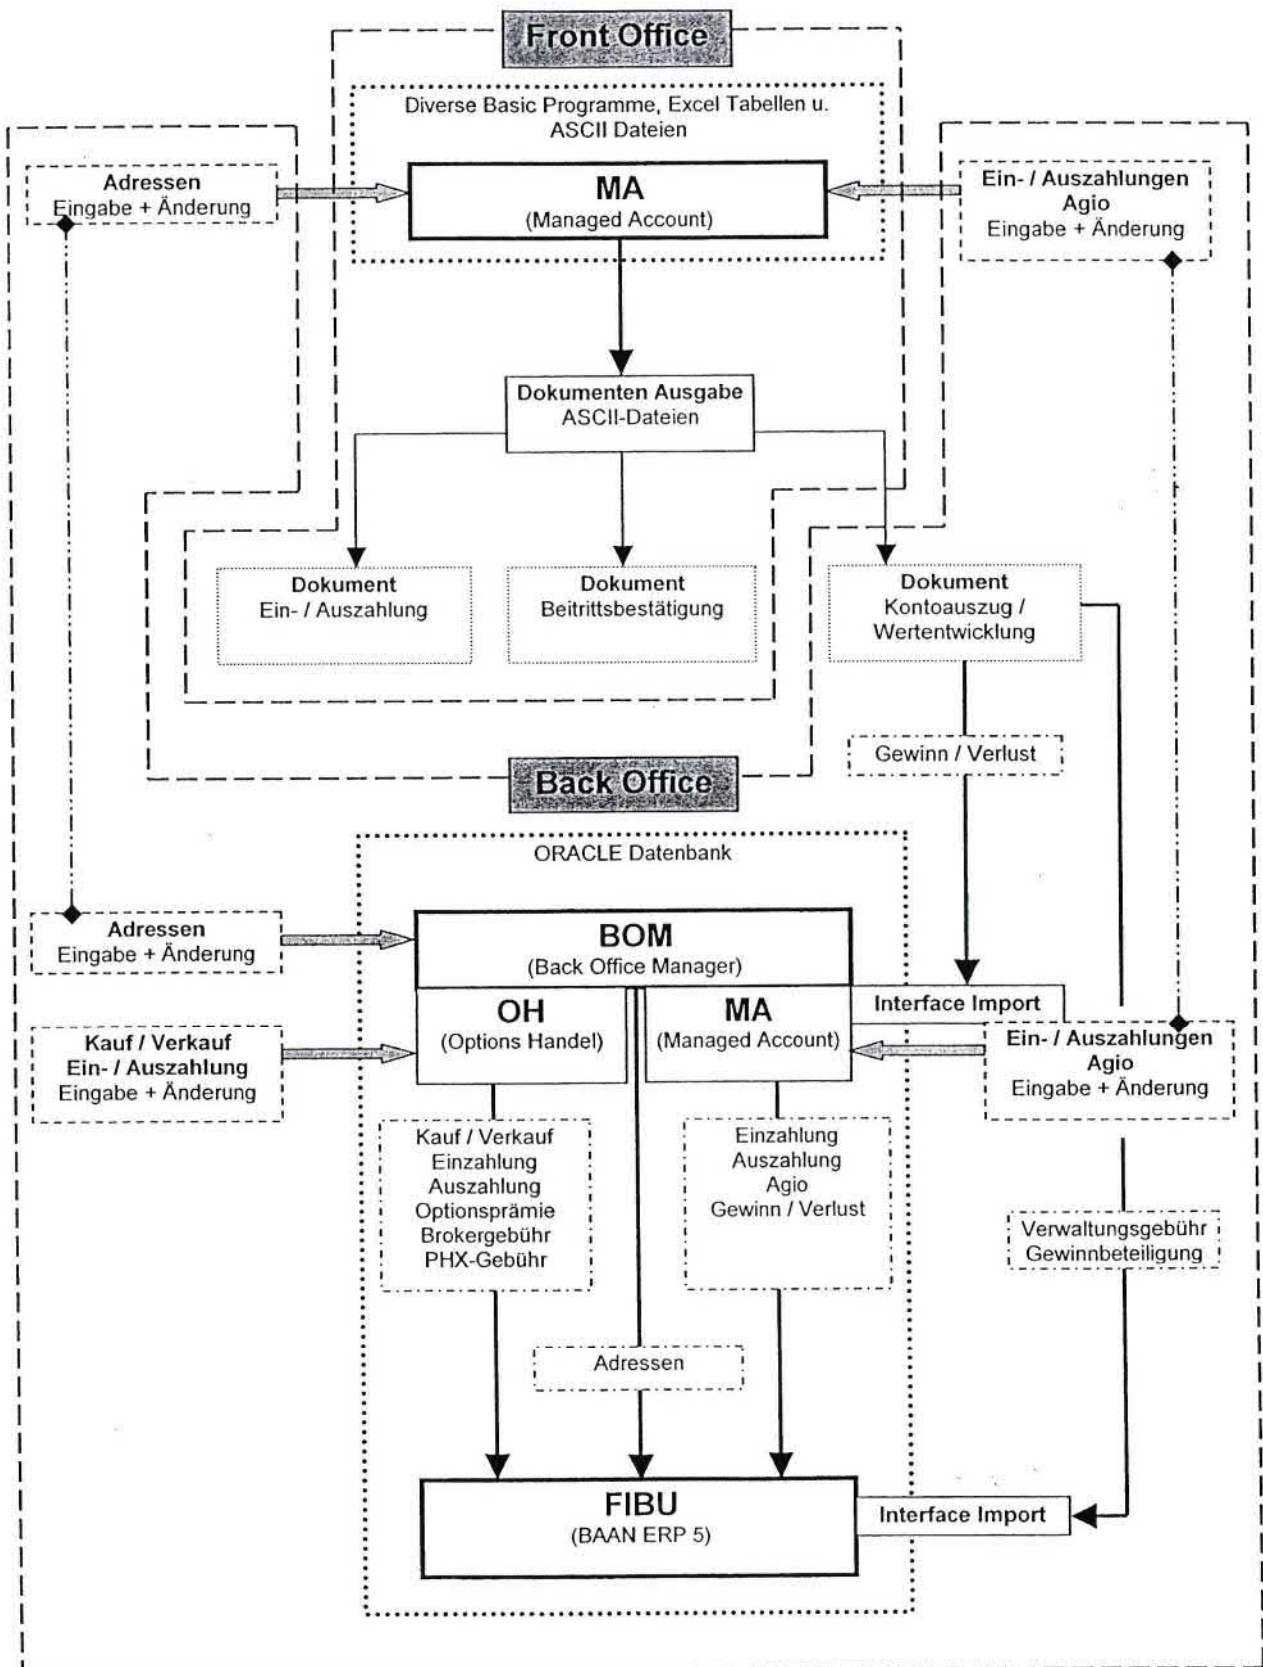 Front Office
Diverse Basic Programme, Excel Tabellen u.
ASCII Dateien
Adressen
Eingabe + Änderung
MA
(Managed Account)
Ein- / Auszahlungen
Agio
Eingabe + Änderung
Dokumenten Ausgabe
ASCII-Dateien
Dokument
Ein- / Auszahlung
Dokument
Beitrittsbestätigung
Dokument
Kontoauszug /
Wertentwicklung
Gewinn / Verlust
Back Office
ORACLE Datenbank
Adressen
Eingabe + Änderung
BOM
(Back Office Manager)
OH
(Options Handel)
MA
(Managed Account)
Interface Import
Kauf / Verkauf
Ein- / Auszahlung
Eingabe + Änderung
Ein- / Auszahlungen
Agio
Eingabe + Änderung
Kauf / Verkauf
Einzahlung
Auszahlung
Optionsprämie
Brokergebühr
PHX-Gebühr
Einzahlung
Auszahlung
Agio
Gewinn / Verlust
Verwaltungsgebühr
Gewinnbeteiligung
Adressen
FIBU
(BAAN ERP 5)
Interface Import